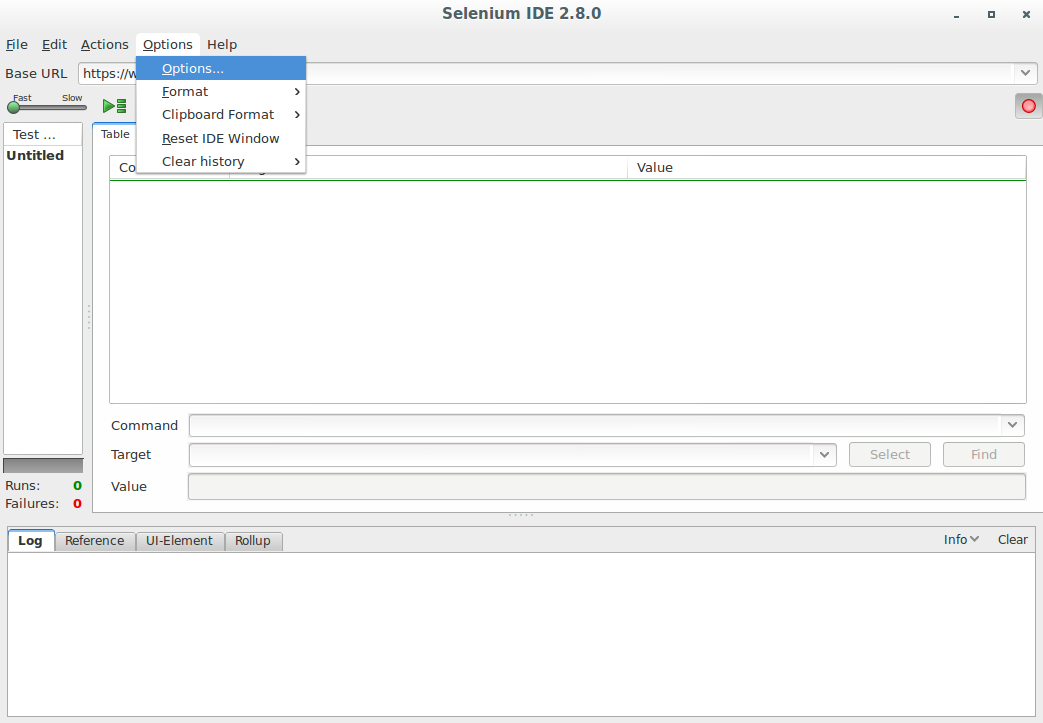 Selenium IDE 2.8.0
File Edit Actions Options Help
Base URL https://w
Options...
Fast Slow
Format
Clipboard Format
Reset IDE Window
Clear history
Test ...
Table
Untitled
Co
Value
Command
Target
Select Find
Value
Runs: 0
Failures: 0
Log Reference UI-Element Rollup
Info Clear